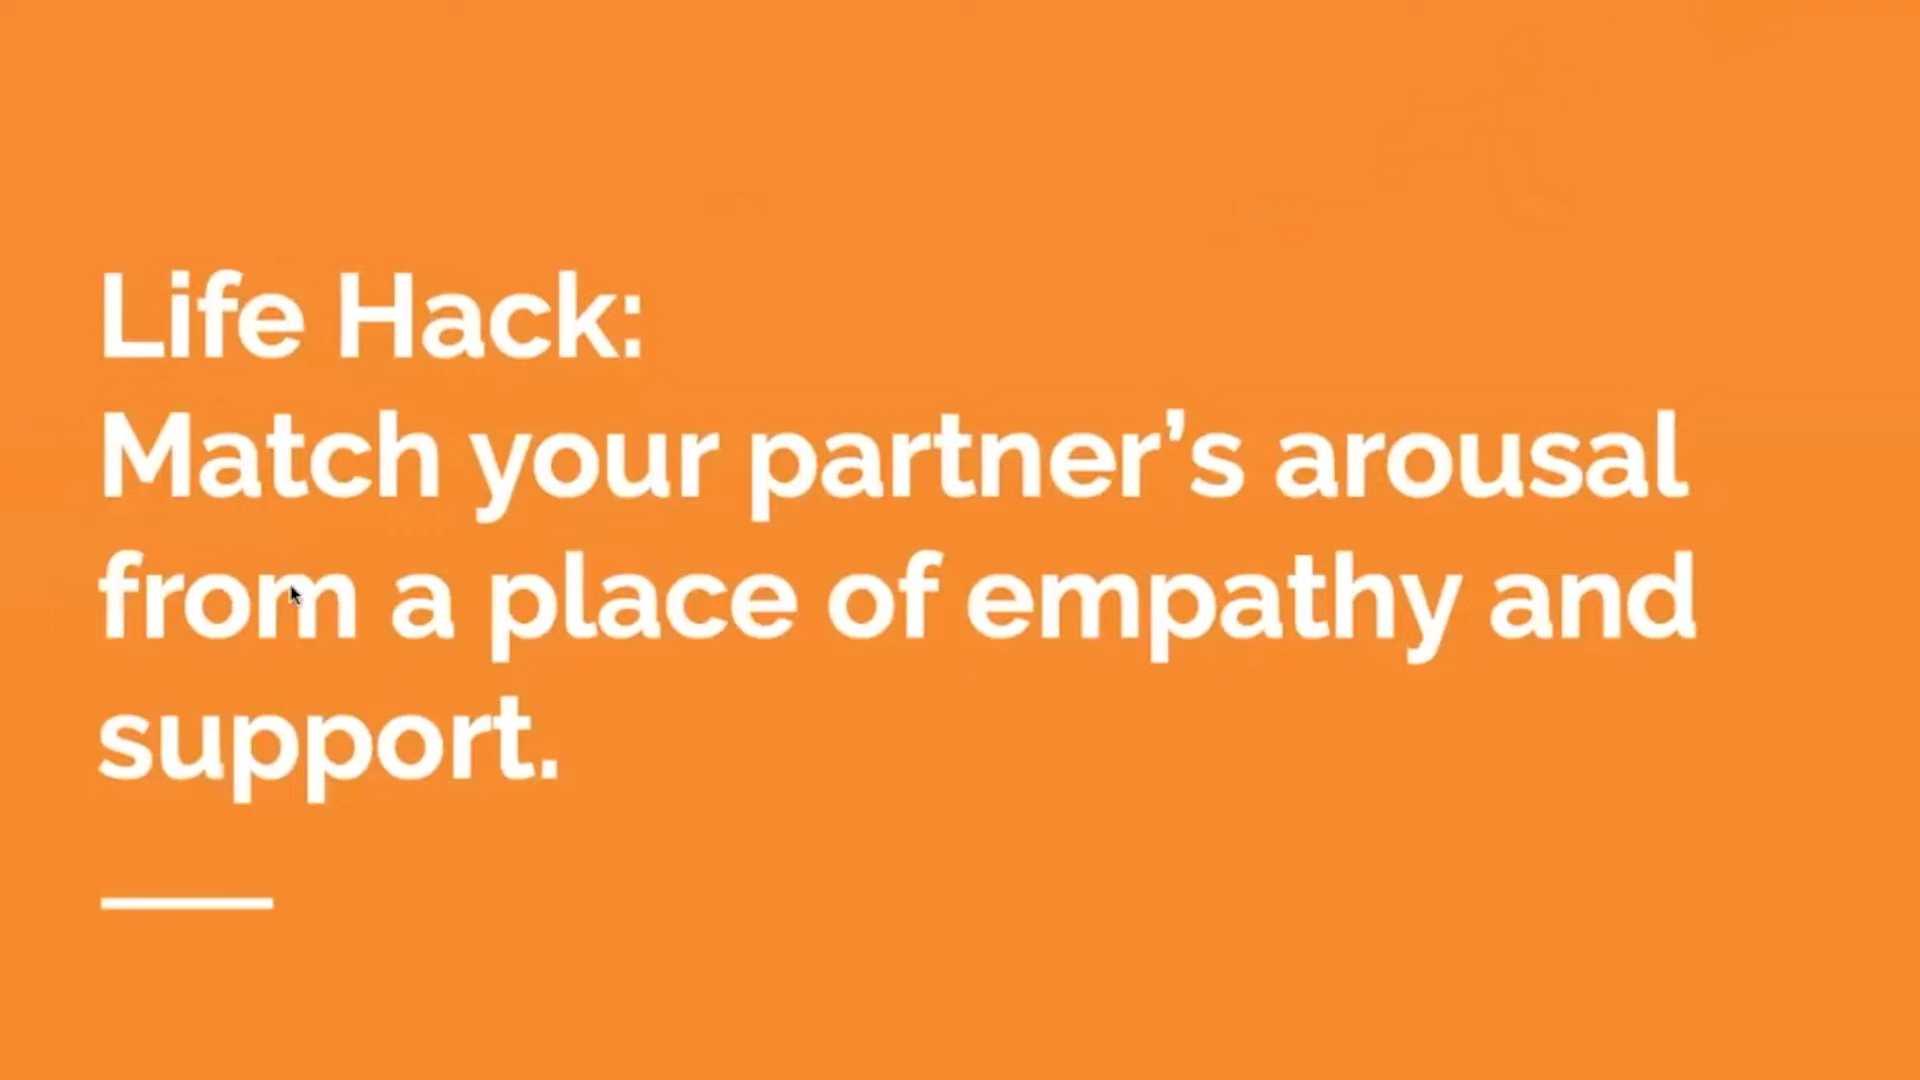 Life Hack:
Match your partner’s arousal
from a place of empathy and
support.